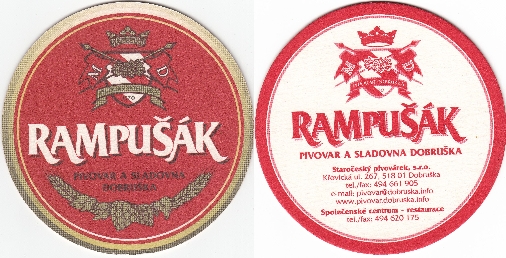 RAMPUŠÁK
PIVOVAR A SLADOVNA
DOBRUŠKA
RAMPUŠÁK
PIVOVAR A SLADOVNA DOBRUŠKA
Staročeský pivovárek, s.r.o.
Křovická ul. 267, 518 01 Dobruška
tel./fax: 494 661 905
e-mail: pivovar@dobruska.info
www.pivovar.dobruska.info
Společenské centrum - restaurace
tel./fax: 494 620 175